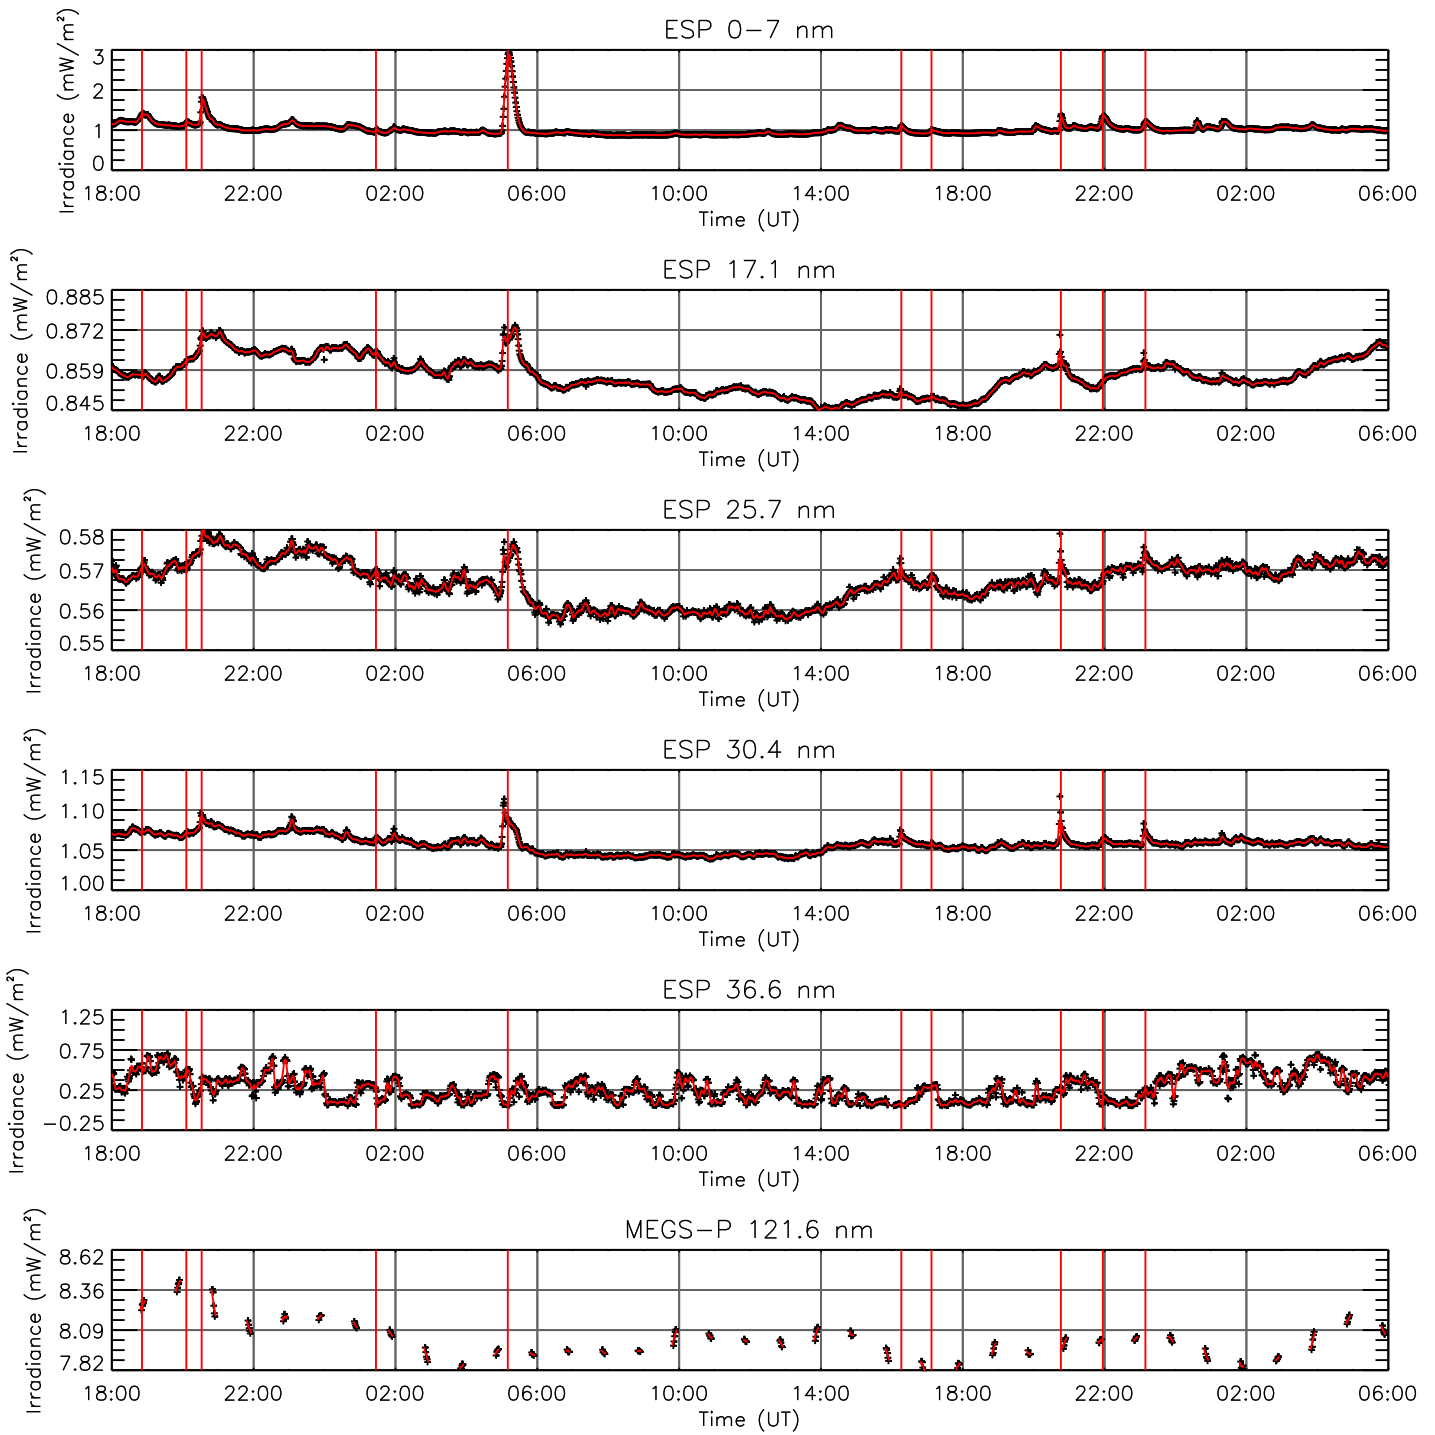 ESP 0-7 nm
Irradiance (mW/m²)
3
2
1
0
18:00 22:00 02:00 06:00 10:00 14:00 18:00 22:00 02:00 06:00
Time (UT)
ESP 17.1 nm
Irradiance (mW/m²)
0.885
0.872
0.859
0.845
18:00 22:00 02:00 06:00 10:00 14:00 18:00 22:00 02:00 06:00
Time (UT)
ESP 25.7 nm
Irradiance (mW/m²)
0.58
0.57
0.56
0.55
18:00 22:00 02:00 06:00 10:00 14:00 18:00 22:00 02:00 06:00
Time (UT)
ESP 30.4 nm
Irradiance (mW/m²)
1.15
1.10
1.05
1.00
18:00 22:00 02:00 06:00 10:00 14:00 18:00 22:00 02:00 06:00
Time (UT)
ESP 36.6 nm
Irradiance (mW/m²)
1.25
0.75
0.25
-0.25
18:00 22:00 02:00 06:00 10:00 14:00 18:00 22:00 02:00 06:00
Time (UT)
MEGS-P 121.6 nm
Irradiance (mW/m²)
8.62
8.36
8.09
7.82
18:00 22:00 02:00 06:00 10:00 14:00 18:00 22:00 02:00 06:00
Time (UT)